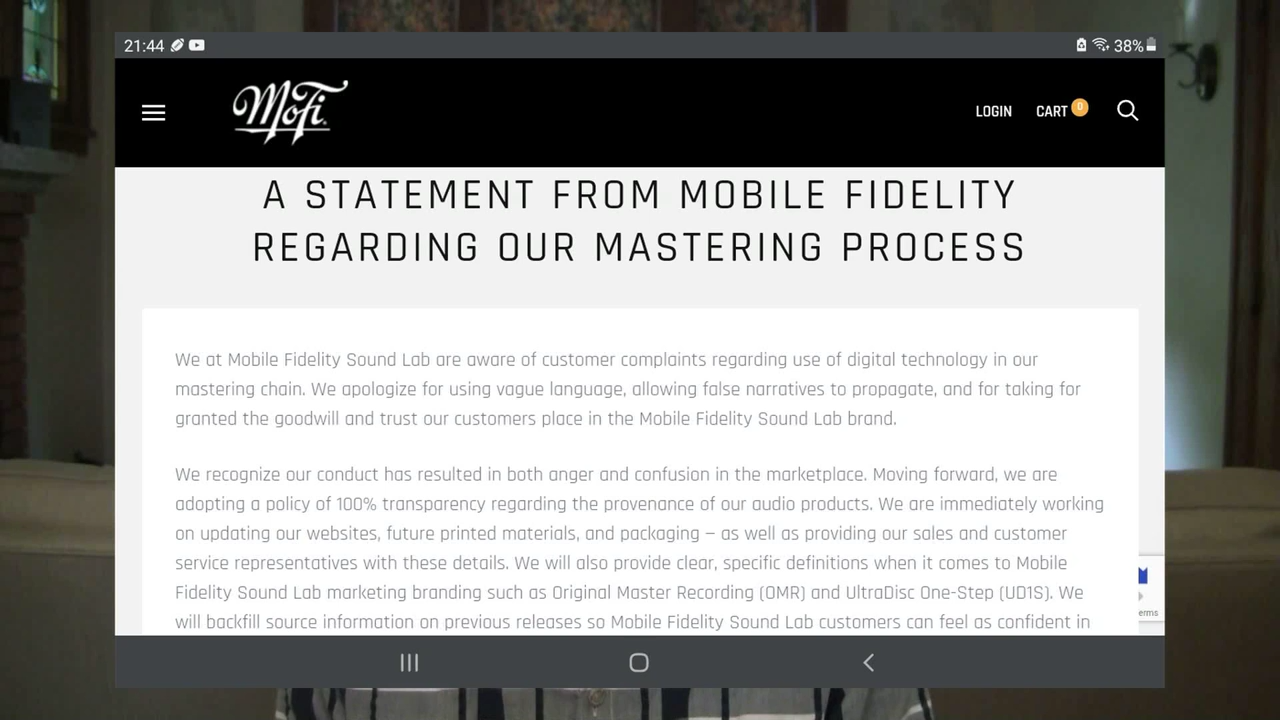 21:44
38%
MoFi
LOGIN
CART
0
A STATEMENT FROM MOBILE FIDELITY
REGARDING OUR MASTERING PROCESS
We at Mobile Fidelity Sound Lab are aware of customer complaints regarding use of digital technology in our
mastering chain. We apologize for using vague language, allowing false narratives to propagate, and for taking for
granted the goodwill and trust our customers place in the Mobile Fidelity Sound Lab brand.
We recognize our conduct has resulted in both anger and confusion in the marketplace. Moving forward, we are
adopting a policy of 100% transparency regarding the provenance of our audio products. We are immediately working
on updating our websites, future printed materials, and packaging – as well as providing our sales and customer
service representatives with these details. We will also provide clear, specific definitions when it comes to Mobile
Fidelity Sound Lab marketing branding such as Original Master Recording (OMR) and UltraDisc One-Step (UD1S). We
will backfill source information on previous releases so Mobile Fidelity Sound Lab customers can feel as confident in
erms